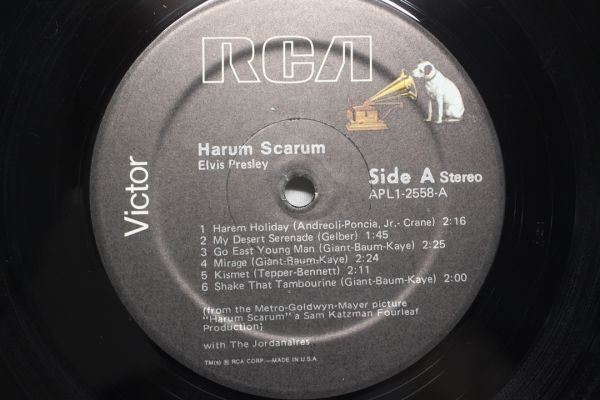 RCA
Victor
Harum Scarum
Elvis Presley
Side A Stereo
APL1-2558-A
1 Harem Holiday (Andreoli-Poncia, Jr.- Crane) 2:16
2 My Desert Serenade (Gelber) 1:45
3 Go East Young Man (Giant-Baum-Kaye) 2:25
4 Mirage (Giant-Baum-Kaye) 2:24
5 Kismet (Tepper-Bennett) 2:11
6 Shake That Tambourine (Giant-Baum-Kaye) 2:00
(from the Metro-Goldwyn-Mayer picture
"Harum Scarum" a Sam Katzman Fourleaf
Production)
with The Jordanaires
TM(s) ® RCA CORP.—MADE IN U.S.A.